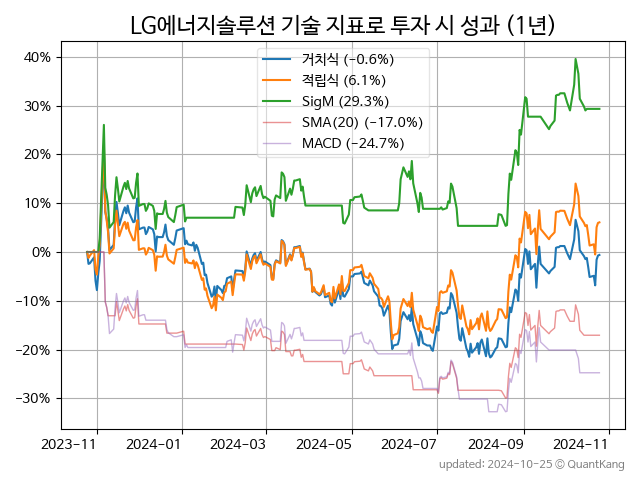 LG에너지솔루션 기술 지표로 투자 시 성과 (1년)
거치식 (−0.6%)
적립식 (6.1%)
SigM (29.3%)
SMA(20) (−17.0%)
MACD (−24.7%)
40%
30%
20%
10%
0%
−10%
−20%
−30%
2023−11 2024−01 2024−03 2024−05 2024−07 2024−09 2024−11
updated: 2024-10-25 © QuantKang